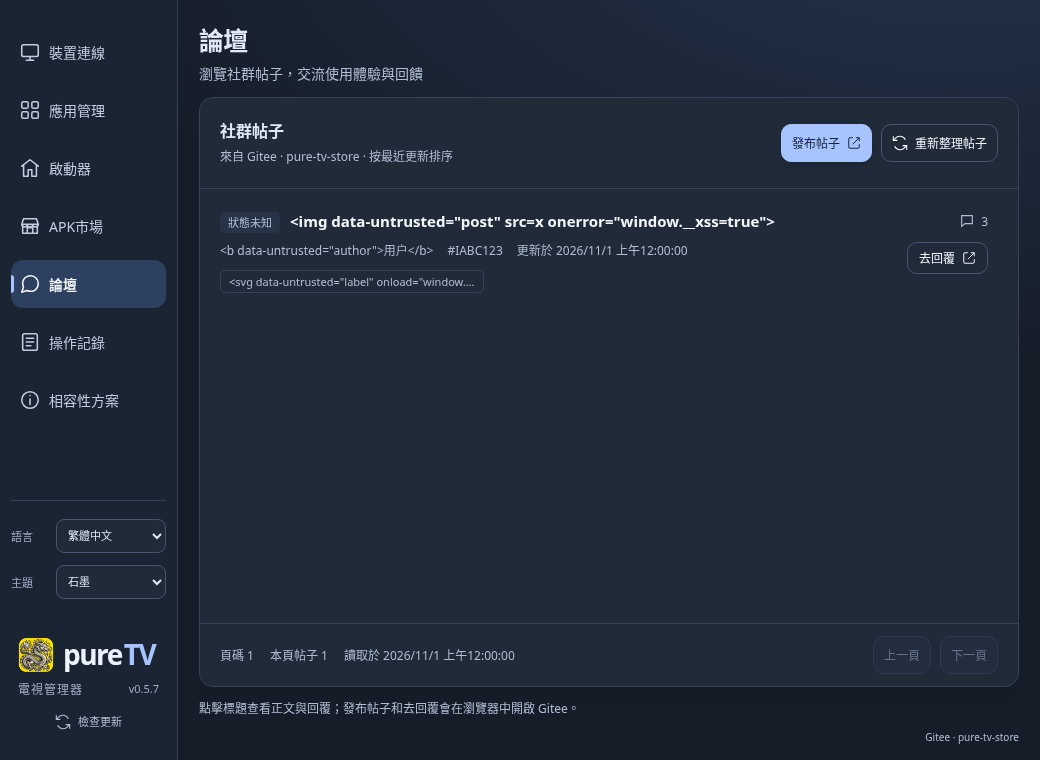 裝置連線
應用管理
啟動器
APK市場
論壇
操作記錄
相容性方案
語言
繁體中文
主題
石墨
pureTV
電視管理器
v0.5.7
檢查更新
論壇
瀏覽社群帖子，交流使用體驗與回饋
社群帖子
來自 Gitee · pure-tv-store · 按最近更新排序
發布帖子
重新整理帖子
狀態未知
<img data-untrusted="post" src=x onerror="window.__xss=true">
3
<b data-untrusted="author">用户</b> #IABC123 更新於 2026/11/1 上午12:00:00
去回覆
<svg data-untrusted="label" onload="window....
頁碼 1 本頁帖子 1 讀取於 2026/11/1 上午12:00:00
上一頁
下一頁
點擊標題查看正文與回覆；發布帖子和去回覆會在瀏覽器中開啟 Gitee。
Gitee · pure-tv-store